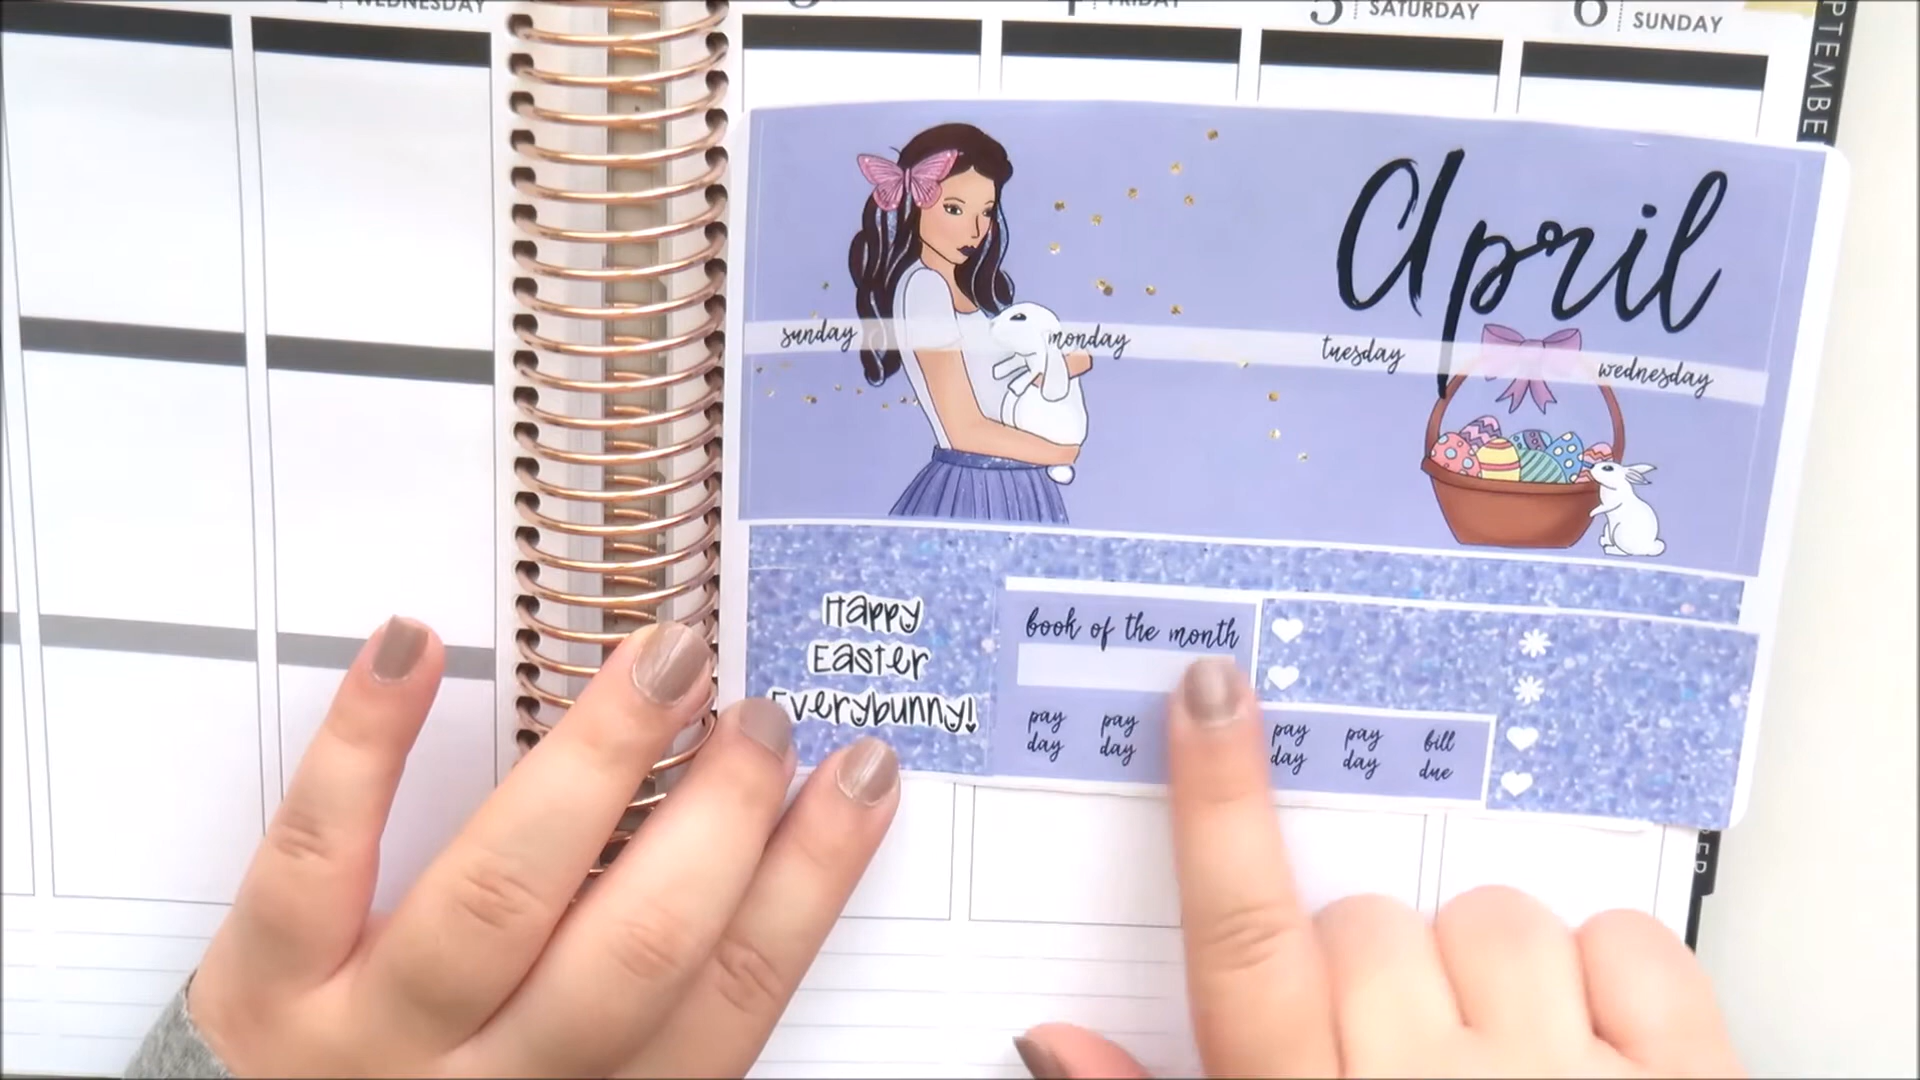 WEDNESDAY
FRIDAY
5 SATURDAY
6 SUNDAY
April
sunday
monday
tuesday
wednesday
Happy
Easter
Everybunny!
book of the month
pay
day
pay
day
pay
day
pay
day
bill
due